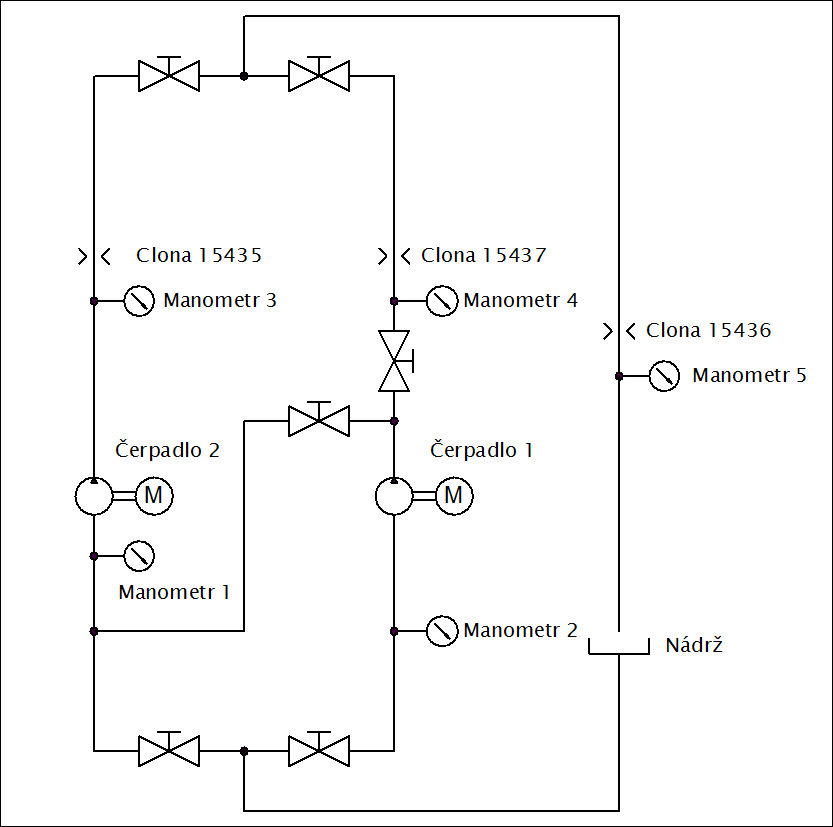 Clona 15435
Clona 15437
Manometr 3
Manometr 4
Clona 15436
Manometr 5
Čerpadlo 2
Čerpadlo 1
M
M
Manometr 1
Manometr 2
Nádrž